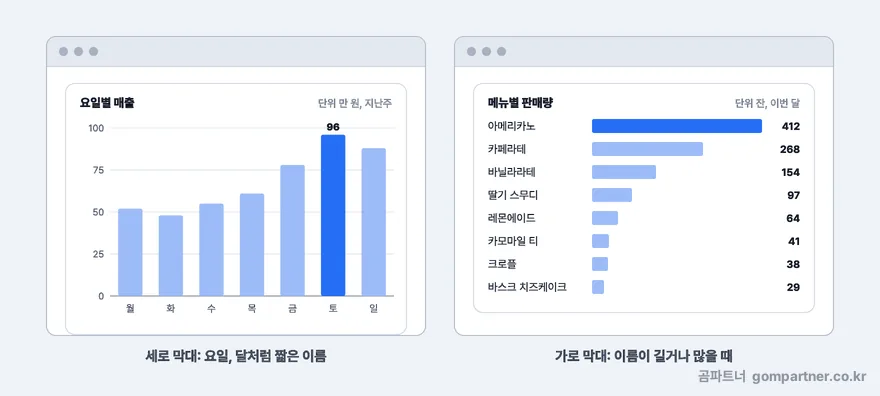 요일별 매출
단위 만 원, 지난주
100
75
50
25
0
96
월 화 수 목 금 토 일
세로 막대: 요일, 달처럼 짧은 이름
메뉴별 판매량
단위 잔, 이번 달
아메리카노 412
카페라테 268
바닐라라테 154
딸기 스무디 97
레몬에이드 64
카모마일 티 41
크로플 38
바스크 치즈케이크 29
가로 막대: 이름이 길거나 많을 때
곰파트너 gompartner.co.kr